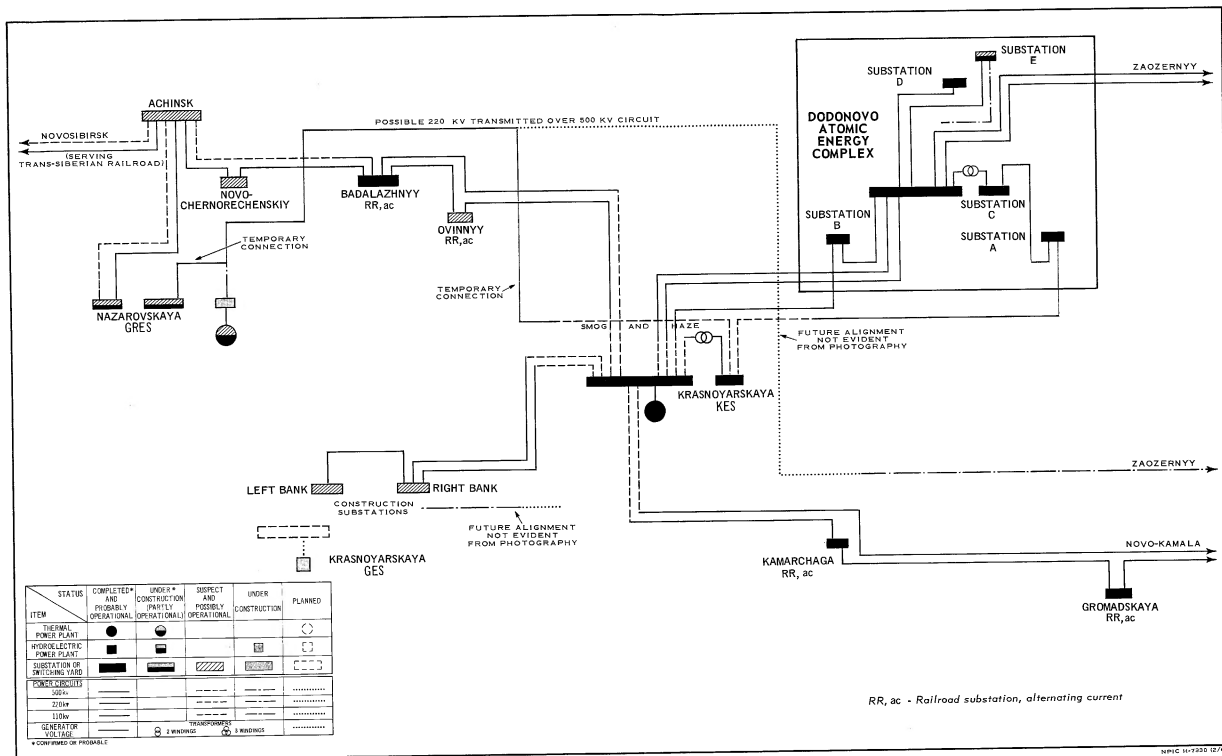 SUBSTATION
E
SUBSTATION
D
ZAOZERNYY
ACHINSK
NOVOSIBIRSK
(SERVING
TRANS-SIBERIAN RAILROAD)
POSSIBLE 220 KV TRANSMITTED OVER 500 KV CIRCUIT
DODONOVO
ATOMIC
ENERGY
COMPLEX
NOVO-
CHERNORECHENSKIY
BADALAZHNYY
RR, ac
OVINNYY
RR, ac
SUBSTATION
B
SUBSTATION
C
SUBSTATION
A
TEMPORARY
CONNECTION
TEMPORARY
CONNECTION
NAZAROVSKAYA
GRES
SMOG AND HAZE
FUTURE ALIGNMENT
NOT EVIDENT
FROM PHOTOGRAPHY
KRASNOYARSKAYA
KES
LEFT BANK
RIGHT BANK
CONSTRUCTION
SUBSTATIONS
ZAOZERNYY
FUTURE ALIGNMENT
NOT EVIDENT
FROM PHOTOGRAPHY
KRASNOYARSKAYA
GES
KAMARCHAGA
RR, ac
NOVO-KAMALA
GROMADSKAYA
RR, ac
STATUS
ITEM
COMPLETED*
AND
PROBABLY
OPERATIONAL
UNDER*
CONSTRUCTION
(PARTLY
OPERATIONAL)
SUSPECT
AND
POSSIBLY
OPERATIONAL
UNDER
CONSTRUCTION
PLANNED
THERMAL
POWER PLANT
HYDROELECTRIC
POWER PLANT
SUBSTATION OR
SWITCHING YARD
POWER CIRCUITS
500kv
220kv
110kv
GENERATOR
VOLTAGE
TRANSFORMERS
2 WINDINGS
3 WINDINGS
* CONFIRMED OR PROBABLE
RR, ac - Railroad substation, alternating current
NPIC H-7330